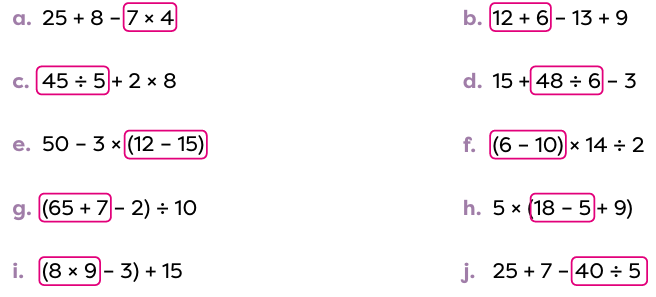 a. 25 + 8 − 7 × 4
b. 12 + 6 − 13 + 9
c. 45 ÷ 5 + 2 × 8
d. 15 + 48 ÷ 6 − 3
e. 50 − 3 × (12 − 15)
f. (6 − 10) × 14 ÷ 2
g. (65 + 7 − 2) ÷ 10
h. 5 × (18 − 5 + 9)
i. (8 × 9 − 3) + 15
j. 25 + 7 − 40 ÷ 5